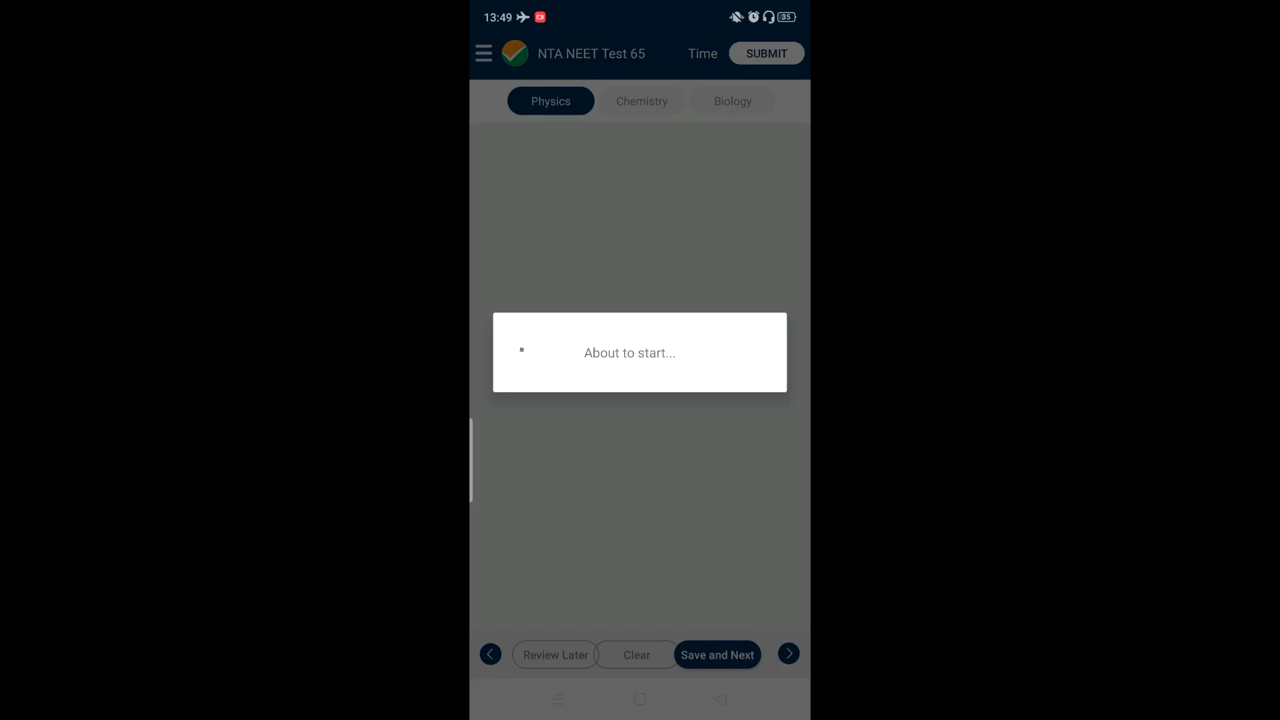 13:49
35
NTA NEET Test 65 Time SUBMIT
Physics Chemistry Biology
About to start...
Review Later Clear Save and Next